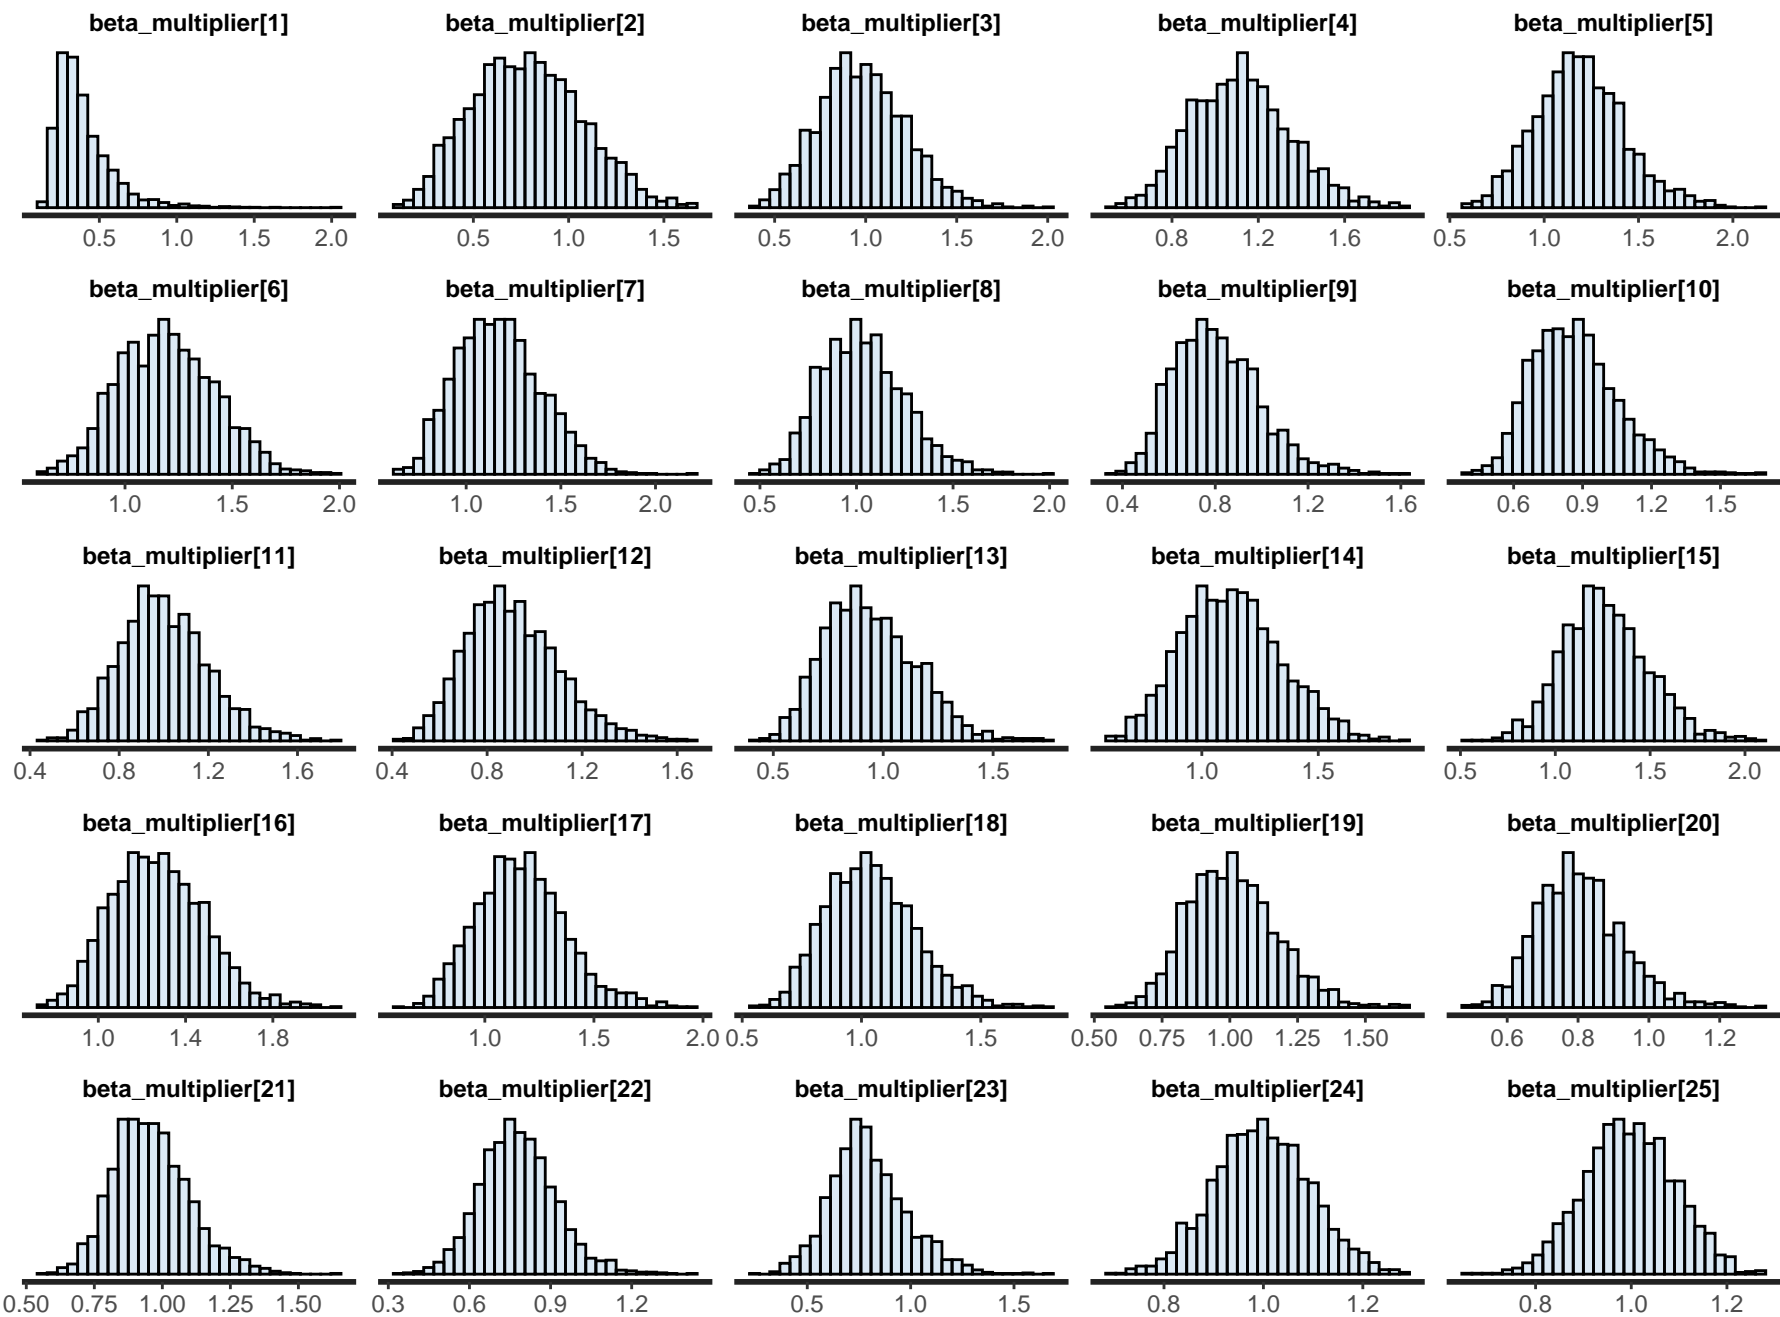 beta_multiplier[1] beta_multiplier[2] beta_multiplier[3] beta_multiplier[4] beta_multiplier[5]
0.5 1.0 1.5 2.0 0.5 1.0 1.5 0.5 1.0 1.5 2.0 0.8 1.2 1.6 0.5 1.0 1.5 2.0
beta_multiplier[6] beta_multiplier[7] beta_multiplier[8] beta_multiplier[9] beta_multiplier[10]
1.0 1.5 2.0 1.0 1.5 2.0 0.5 1.0 1.5 2.0 0.4 0.8 1.2 1.6 0.6 0.9 1.2 1.5
beta_multiplier[11] beta_multiplier[12] beta_multiplier[13] beta_multiplier[14] beta_multiplier[15]
0.4 0.8 1.2 1.6 0.4 0.8 1.2 1.6 0.5 1.0 1.5 1.0 1.5 0.5 1.0 1.5 2.0
beta_multiplier[16] beta_multiplier[17] beta_multiplier[18] beta_multiplier[19] beta_multiplier[20]
1.0 1.4 1.8 1.0 1.5 2.0 0.5 1.0 1.5 0.50 0.75 1.00 1.25 1.50 0.6 0.8 1.0 1.2
beta_multiplier[21] beta_multiplier[22] beta_multiplier[23] beta_multiplier[24] beta_multiplier[25]
0.50 0.75 1.00 1.25 1.50 0.3 0.6 0.9 1.2 0.5 1.0 1.5 0.8 1.0 1.2 0.8 1.0 1.2